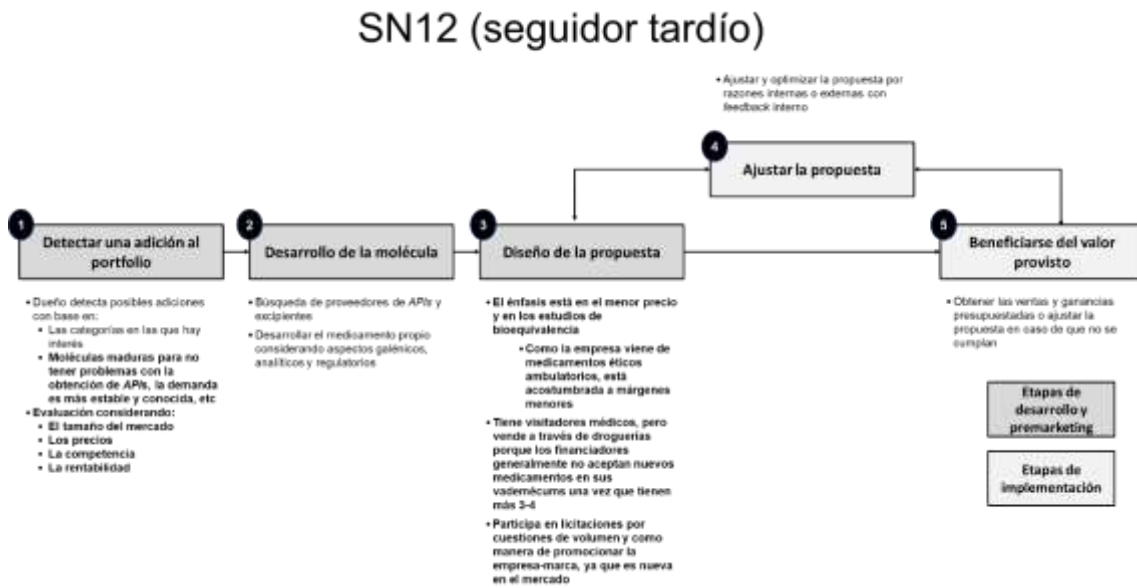 SN12 (seguidor tardío)
• Ajustar y optimizar la propuesta por
razones internas o externas con
feedback interno
4
Ajustar la propuesta
1
Detectar una adición al
portfolio
2
Desarrollo de la molécula
3
Diseño de la propuesta
5
Beneficiarse del valor
provisto
• Dueño detecta posibles adiciones
con base en:
• Las categorías en las que hay
interés
• Moléculas maduras para no
tener problemas con la
obtención de APIs, la demanda
es más estable y conocida, etc
• Evaluación considerando:
• El tamaño del mercado
• Los precios
• La competencia
• La rentabilidad
• Búsqueda de proveedores de APIs y
excipientes
• Desarrollar el medicamento propio
considerando aspectos galénicos,
analíticos y regulatorios
• El énfasis está en el menor precio
y en los estudios de
bioequivalencia
• Como la empresa viene de
medicamentos éticos
ambulatorios, está
acostumbrada a márgenes
menores
• Tiene visitadores médicos, pero
vende a través de droguerías
porque los financiadores
generalmente no aceptan nuevos
medicamentos en sus
vademécums una vez que tienen
más 3-4
• Participa en licitaciones por
cuestiones de volumen y como
manera de promocionar la
empresa-marca, ya que es nueva
en el mercado
• Obtener las ventas y ganancias
presupuestadas o ajustar la
propuesta en caso de que no se
cumplan
Etapas de
desarrollo y
premarketing
Etapas de
implementación